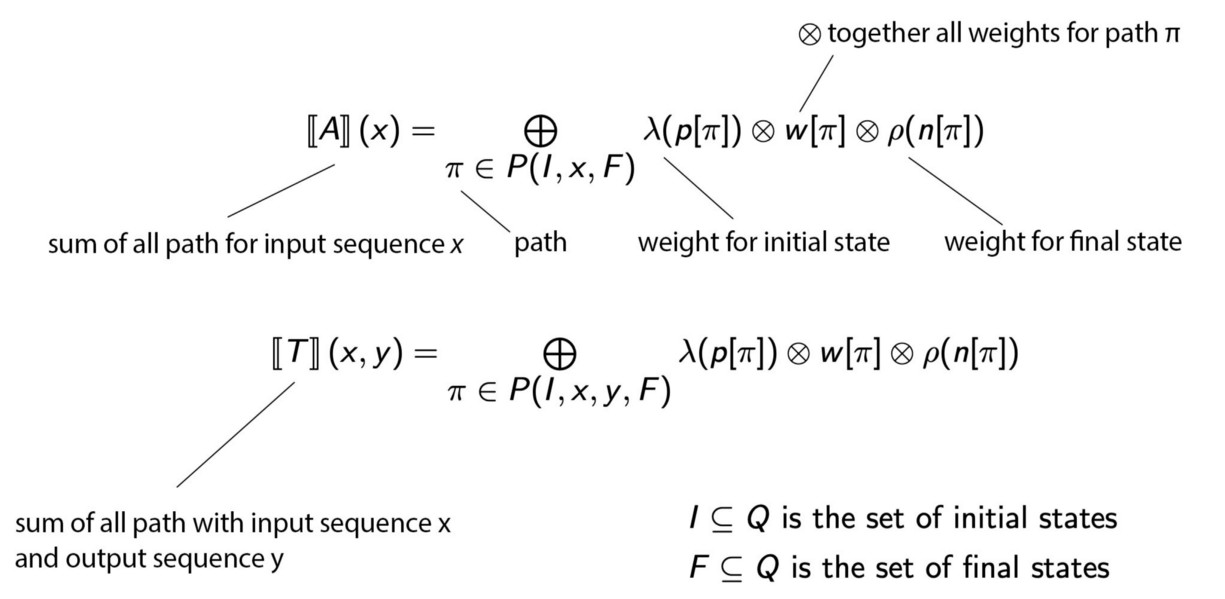 ⊗ together all weights for path π
⟦A⟧ (x) = ⊕ λ(p[π]) ⊗ w[π] ⊗ ρ(n[π])
π ∈ P(I, x, F)
sum of all path for input sequence x
path
weight for initial state
weight for final state
⟦T⟧ (x, y) = ⊕ λ(p[π]) ⊗ w[π] ⊗ ρ(n[π])
π ∈ P(I, x, y, F)
sum of all path with input sequence x
and output sequence y
I ⊆ Q is the set of initial states
F ⊆ Q is the set of final states